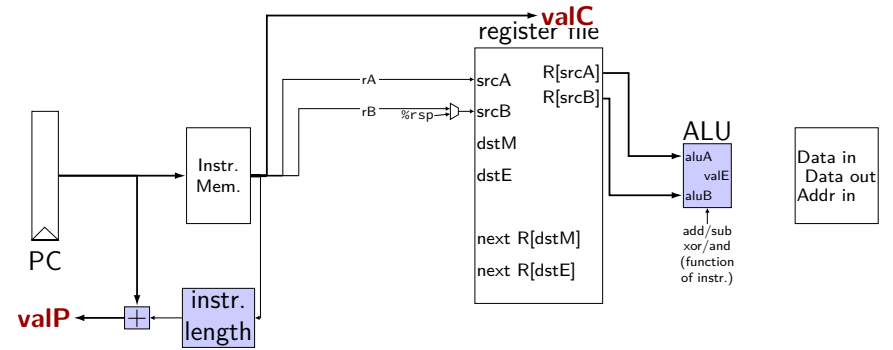 valC
register file
rA
srcA
R[srcA]
R[srcB]
rB
%rsp
srcB
dstM
dstE
next R[dstM]
next R[dstE]
Instr.
Mem.
PC
valP
+
instr.
length
ALU
aluA
valE
aluB
add/sub
xor/and
(function
of instr.)
Data in
Data out
Addr in